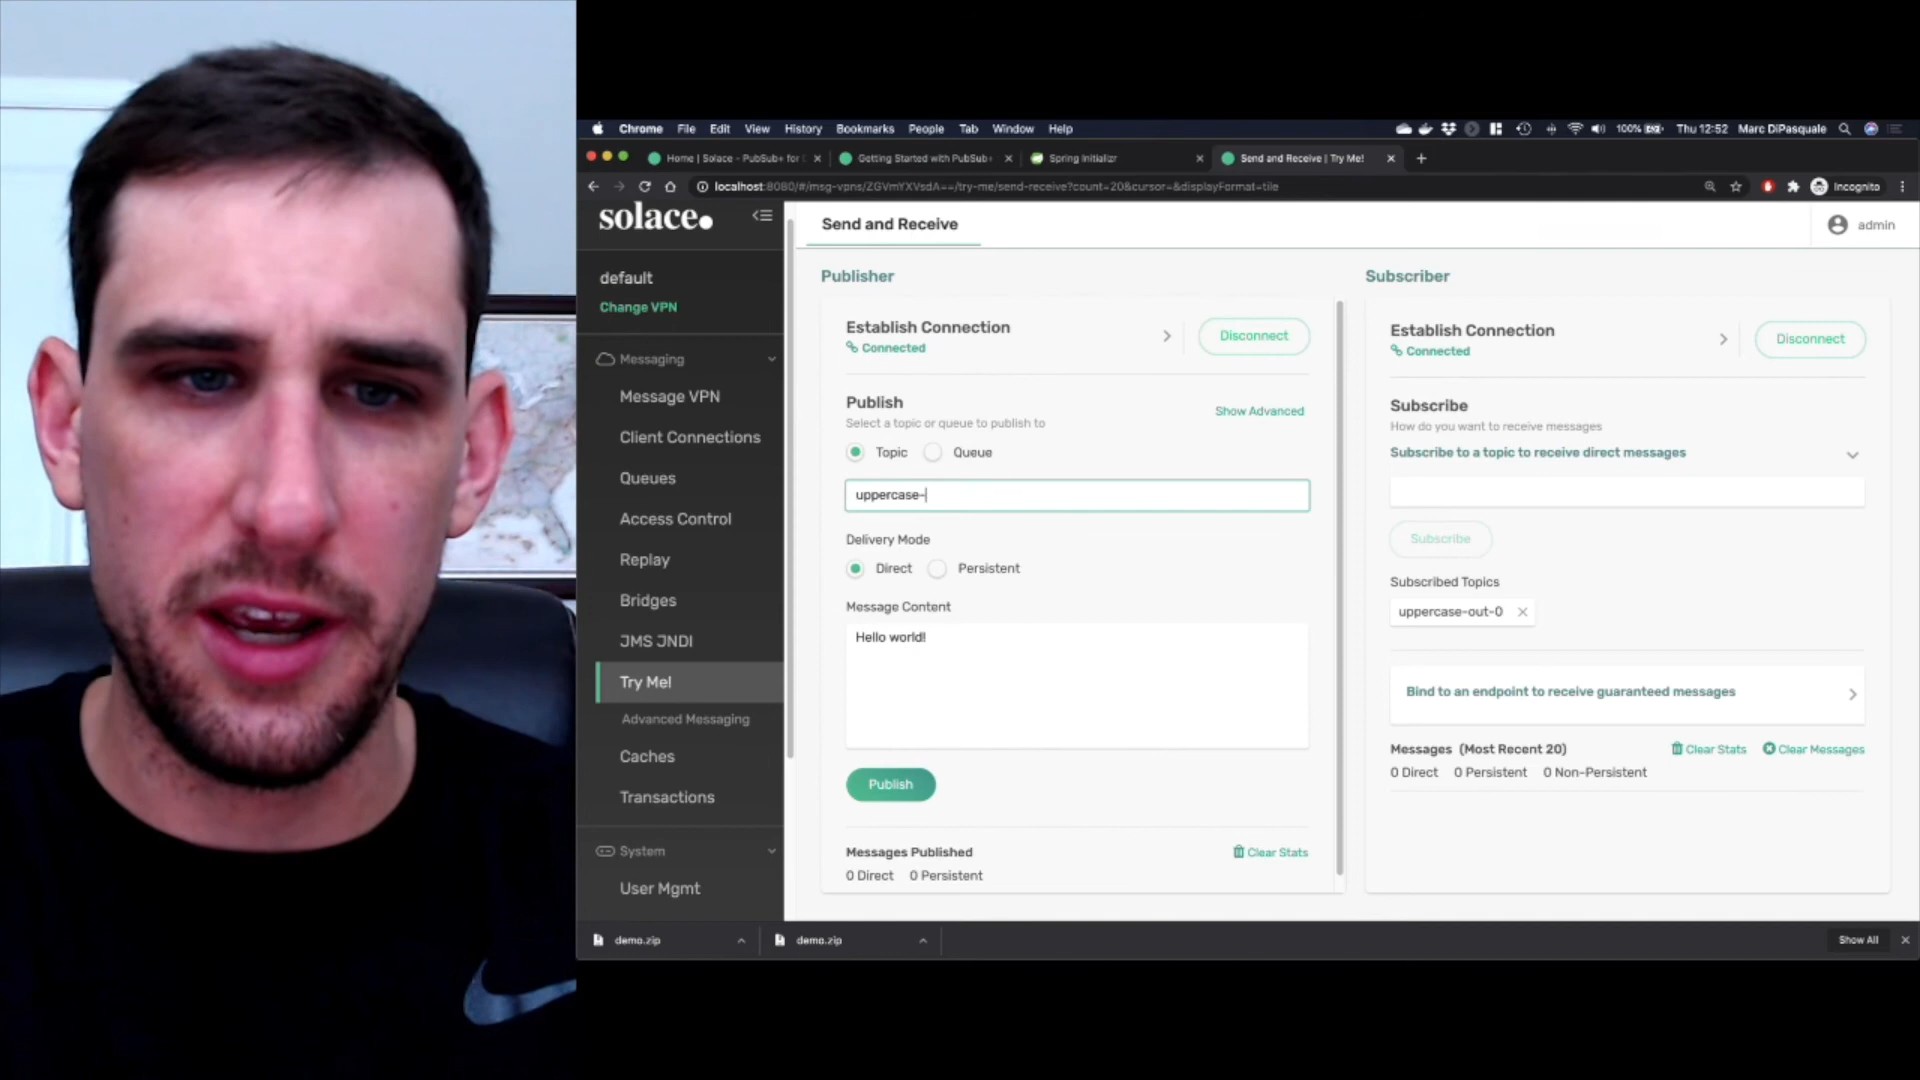 Chrome File Edit View History Bookmarks People Tab Window Help
100% Thu 12:52 Marc DiPasquale
Home | Solace - PubSub+ for
Getting Started with PubSub+
Spring Initializr
Send and Receive | Try Me!
localhost:8080/#/msg-vpns/ZGVmYXVsdA==/try-me/send-receive?count=20&cursor=&displayFormat=tile
Incognito
solace.
default
Change VPN
Messaging
Message VPN
Client Connections
Queues
Access Control
Replay
Bridges
JMS JNDI
Try Me!
Advanced Messaging
Caches
Transactions
System
User Mgmt
Send and Receive
admin
Publisher
Establish Connection
Connected
Disconnect
Publish
Show Advanced
Select a topic or queue to publish to
Topic Queue
uppercase-
Delivery Mode
Direct Persistent
Message Content
Hello world!
Publish
Messages Published
Clear Stats
0 Direct 0 Persistent
Subscriber
Establish Connection
Connected
Disconnect
Subscribe
How do you want to receive messages
Subscribe to a topic to receive direct messages
Subscribe
Subscribed Topics
uppercase-out-0
Bind to an endpoint to receive guaranteed messages
Messages (Most Recent 20)
Clear Stats Clear Messages
0 Direct 0 Persistent 0 Non-Persistent
demo.zip
demo.zip
Show All